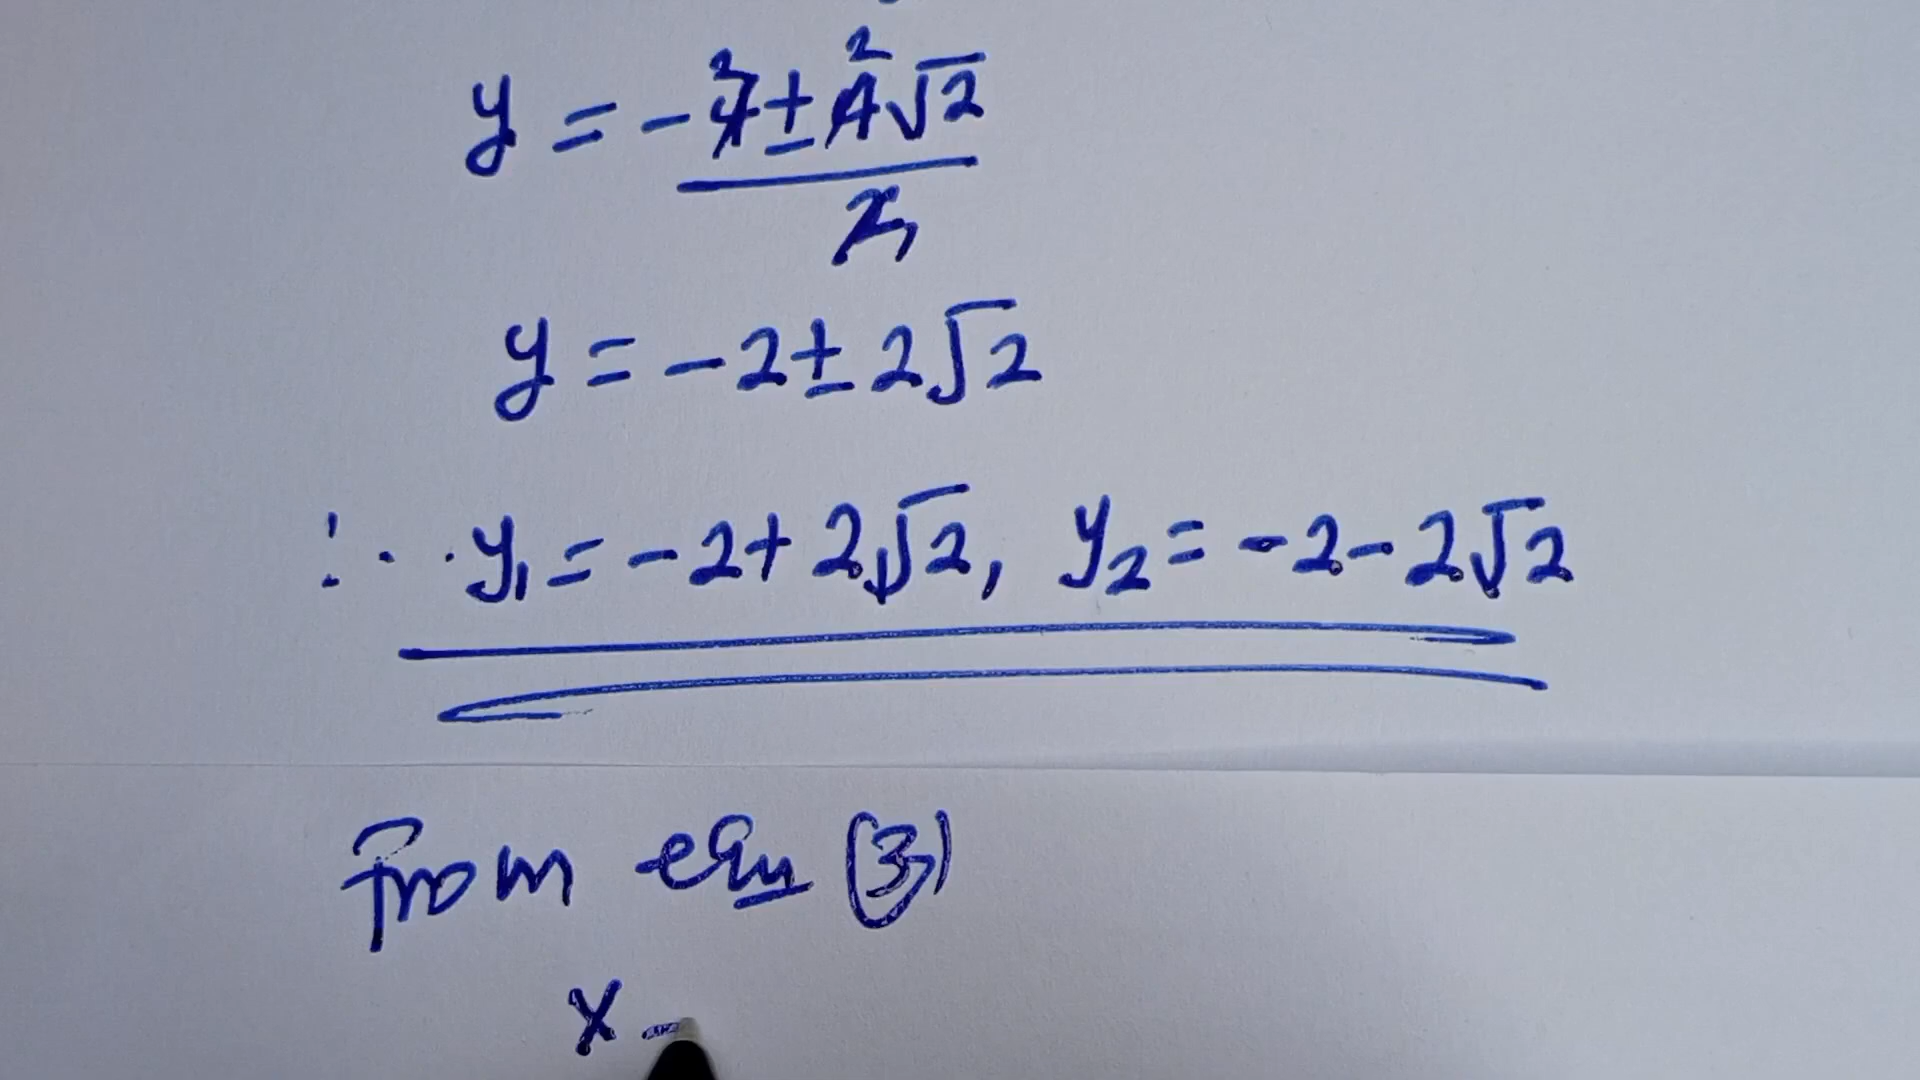 y = -4 ± 4√2 / 2
y = -2 ± 2√2
∴ y₁ = -2 + 2√2, y₂ = -2 - 2√2
From eqn (3)
x -